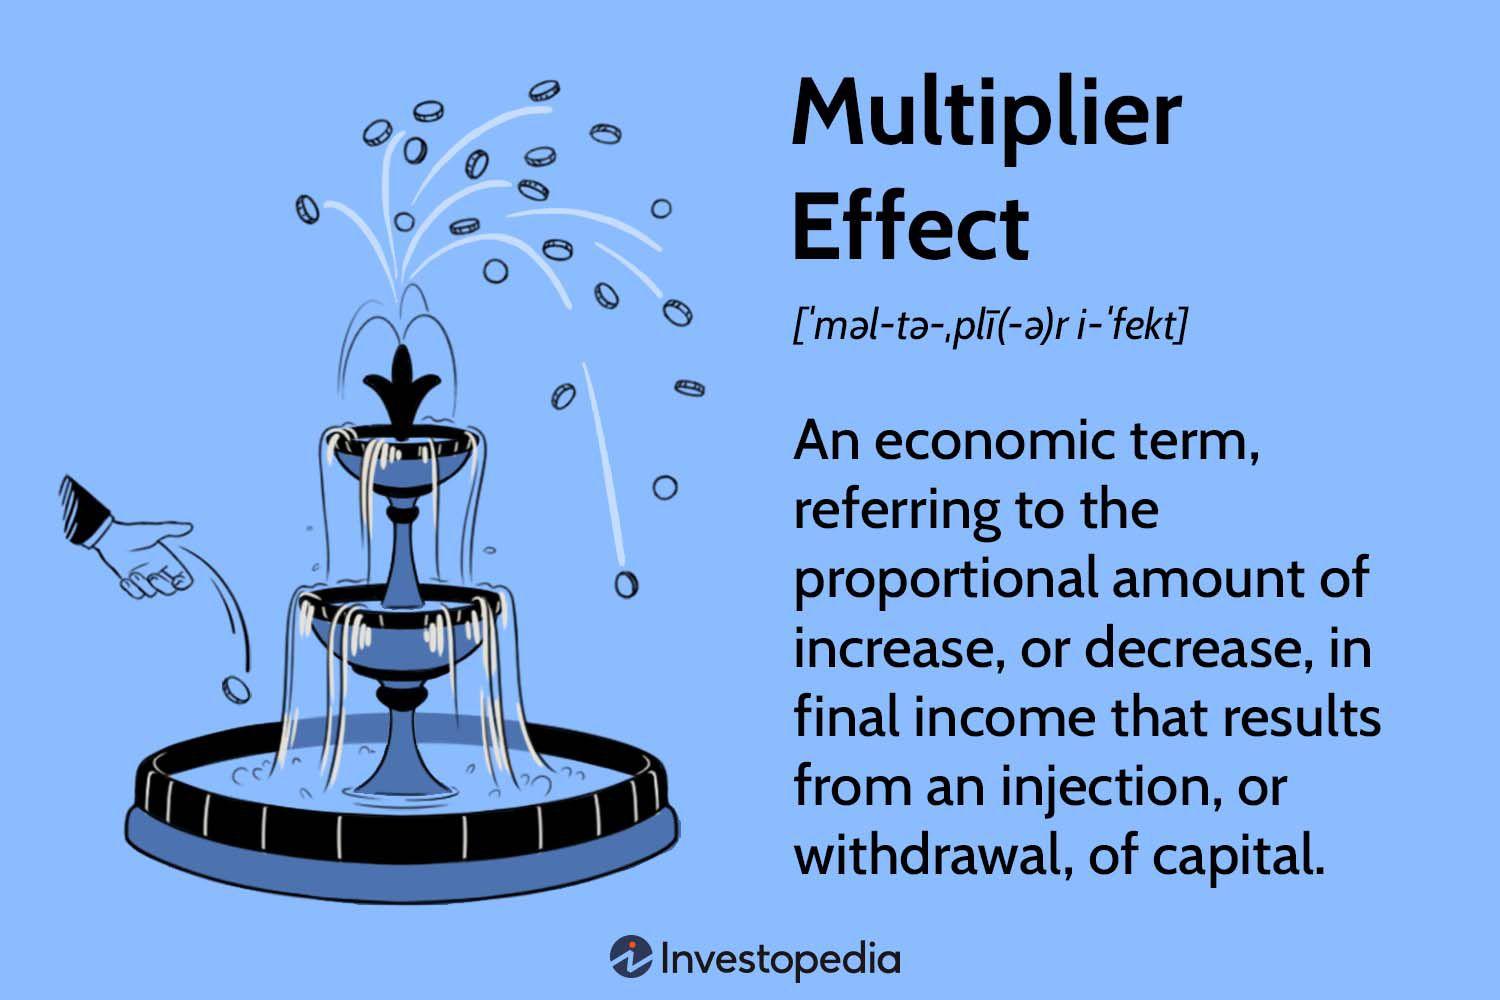 Multiplier
Effect
[ˈməl-tə-ˌplī(-ə)r i-ˈfekt]
An economic term,
referring to the
proportional amount of
increase, or decrease, in
final income that results
from an injection, or
withdrawal, of capital.
Investopedia